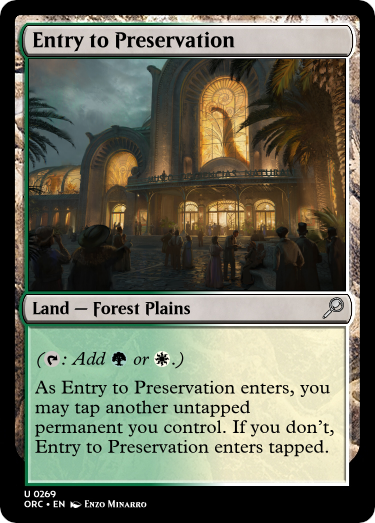 Entry to Preservation
Land — Forest Plains
(: Add or .)
As Entry to Preservation enters, you
may tap another untapped
permanent you control. If you don't,
Entry to Preservation enters tapped.
U 0269
ORC • EN Enzo Minarro